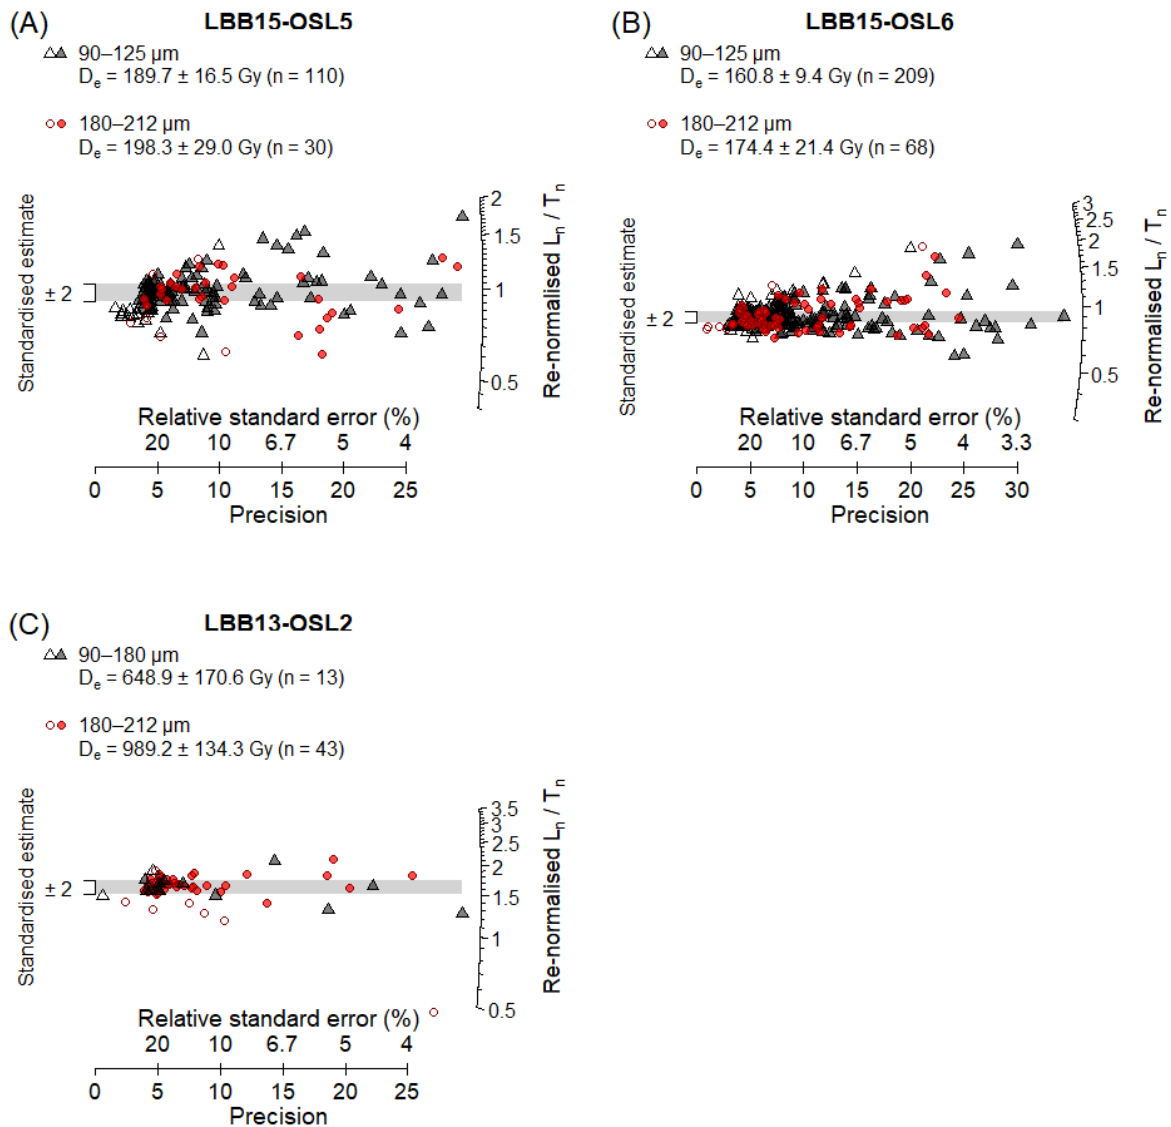 (A)
LBB15-OSL5
90–125 µm
De = 189.7 ± 16.5 Gy (n = 110)
180–212 µm
De = 198.3 ± 29.0 Gy (n = 30)
Standardised estimate
± 2
2
1.5
1
0.5
Re-normalised Ln / Tn
Relative standard error (%)
20 10 6.7 5 4
0 5 10 15 20 25
Precision
(B)
LBB15-OSL6
90–125 µm
De = 160.8 ± 9.4 Gy (n = 209)
180–212 µm
De = 174.4 ± 21.4 Gy (n = 68)
Standardised estimate
± 2
3
2.5
2
1.5
1
0.5
Re-normalised Ln / Tn
Relative standard error (%)
20 10 6.7 5 4 3.3
0 5 10 15 20 25 30
Precision
(C)
LBB13-OSL2
90–180 µm
De = 648.9 ± 170.6 Gy (n = 13)
180–212 µm
De = 989.2 ± 134.3 Gy (n = 43)
Standardised estimate
± 2
3.5
3
2.5
2
1.5
1
0.5
Re-normalised Ln / Tn
Relative standard error (%)
20 10 6.7 5 4
0 5 10 15 20 25
Precision